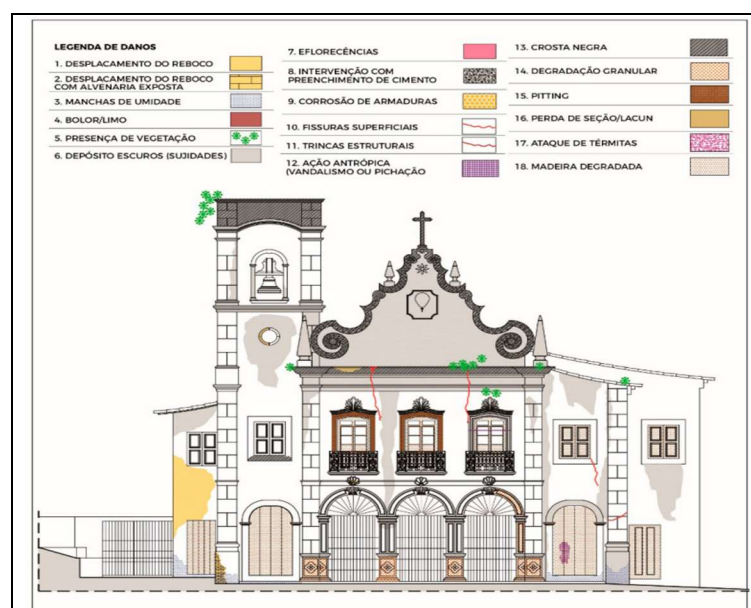 LEGENDA DE DANOS
1. DESPLACAMENTO DO REBOCO
2. DESPLACAMENTO DO REBOCO
COM ALVENARIA EXPOSTA
3. MANCHAS DE UMIDADE
4. BOLOR/LIMO
5. PRESENÇA DE VEGETAÇÃO
6. DEPÓSITO ESCUROS (SUJIDADES)
7. EFLORECÊNCIAS
8. INTERVENÇÃO COM
PREENCHIMENTO DE CIMENTO
9. CORROSÃO DE ARMADURAS
10. FISSURAS SUPERFICIAIS
11. TRINCAS ESTRUTURAIS
12. AÇÃO ANTRÓPICA
(VANDALISMO OU PICHAÇÃO
13. CROSTA NEGRA
14. DEGRADAÇÃO GRANULAR
15. PITTING
16. PERDA DE SEÇÃO/LACUN
17. ATAQUE DE TÉRMITAS
18. MADEIRA DEGRADADA